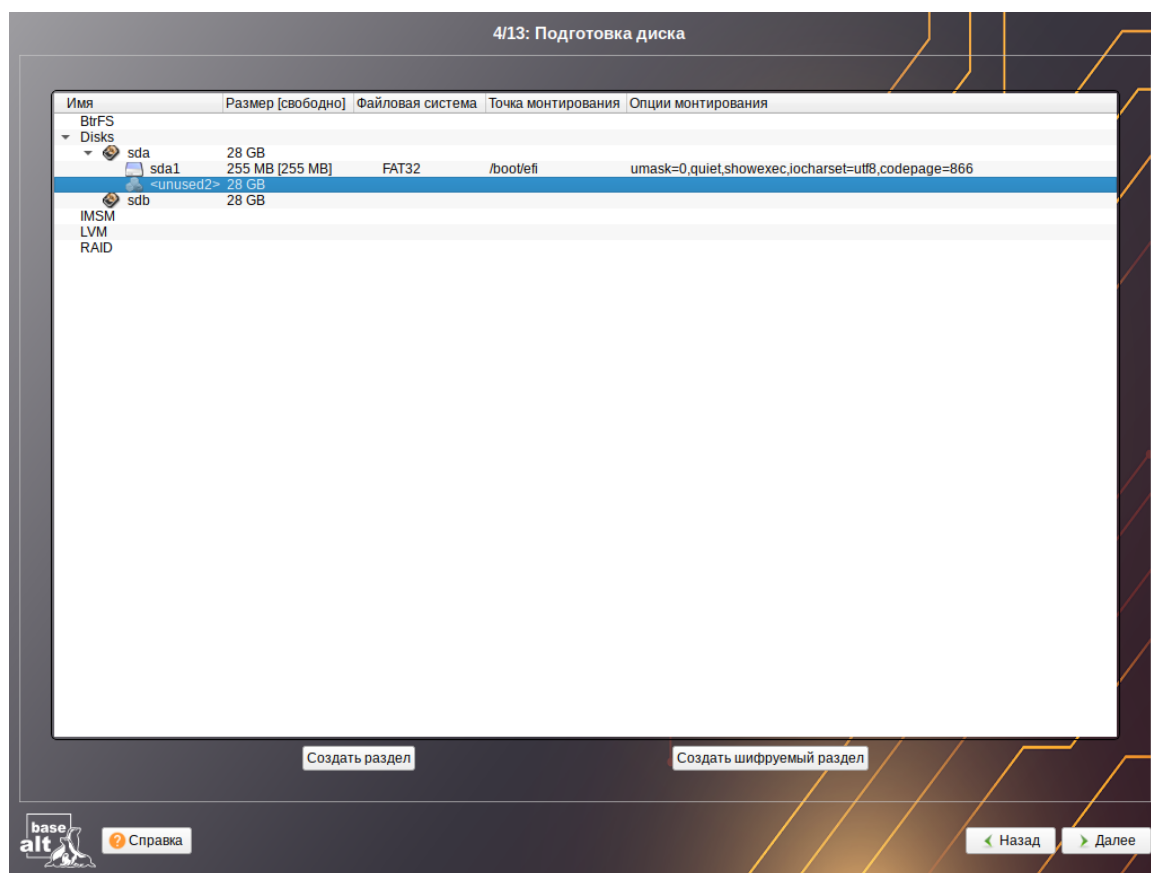 4/13: Подготовка диска
Имя Размер [свободно] Файловая система Точка монтирования Опции монтирования
BtrFS
Disks
sda 28 GB
sda1 255 MB [255 MB] FAT32 /boot/efi umask=0,quiet,showexec,iocharset=utf8,codepage=866
<unused2> 28 GB
sdb 28 GB
IMSM
LVM
RAID
Создать раздел Создать шифруемый раздел
base
alt
Справка Назад Далее